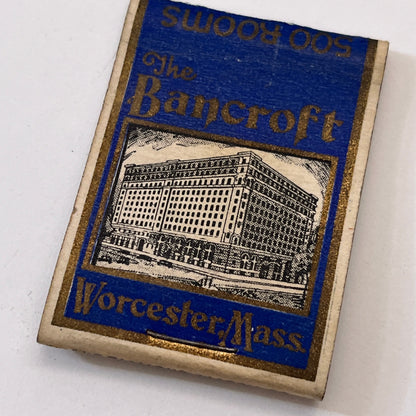 500 ROOMS
The
Bancroft
Worcester, Mass.